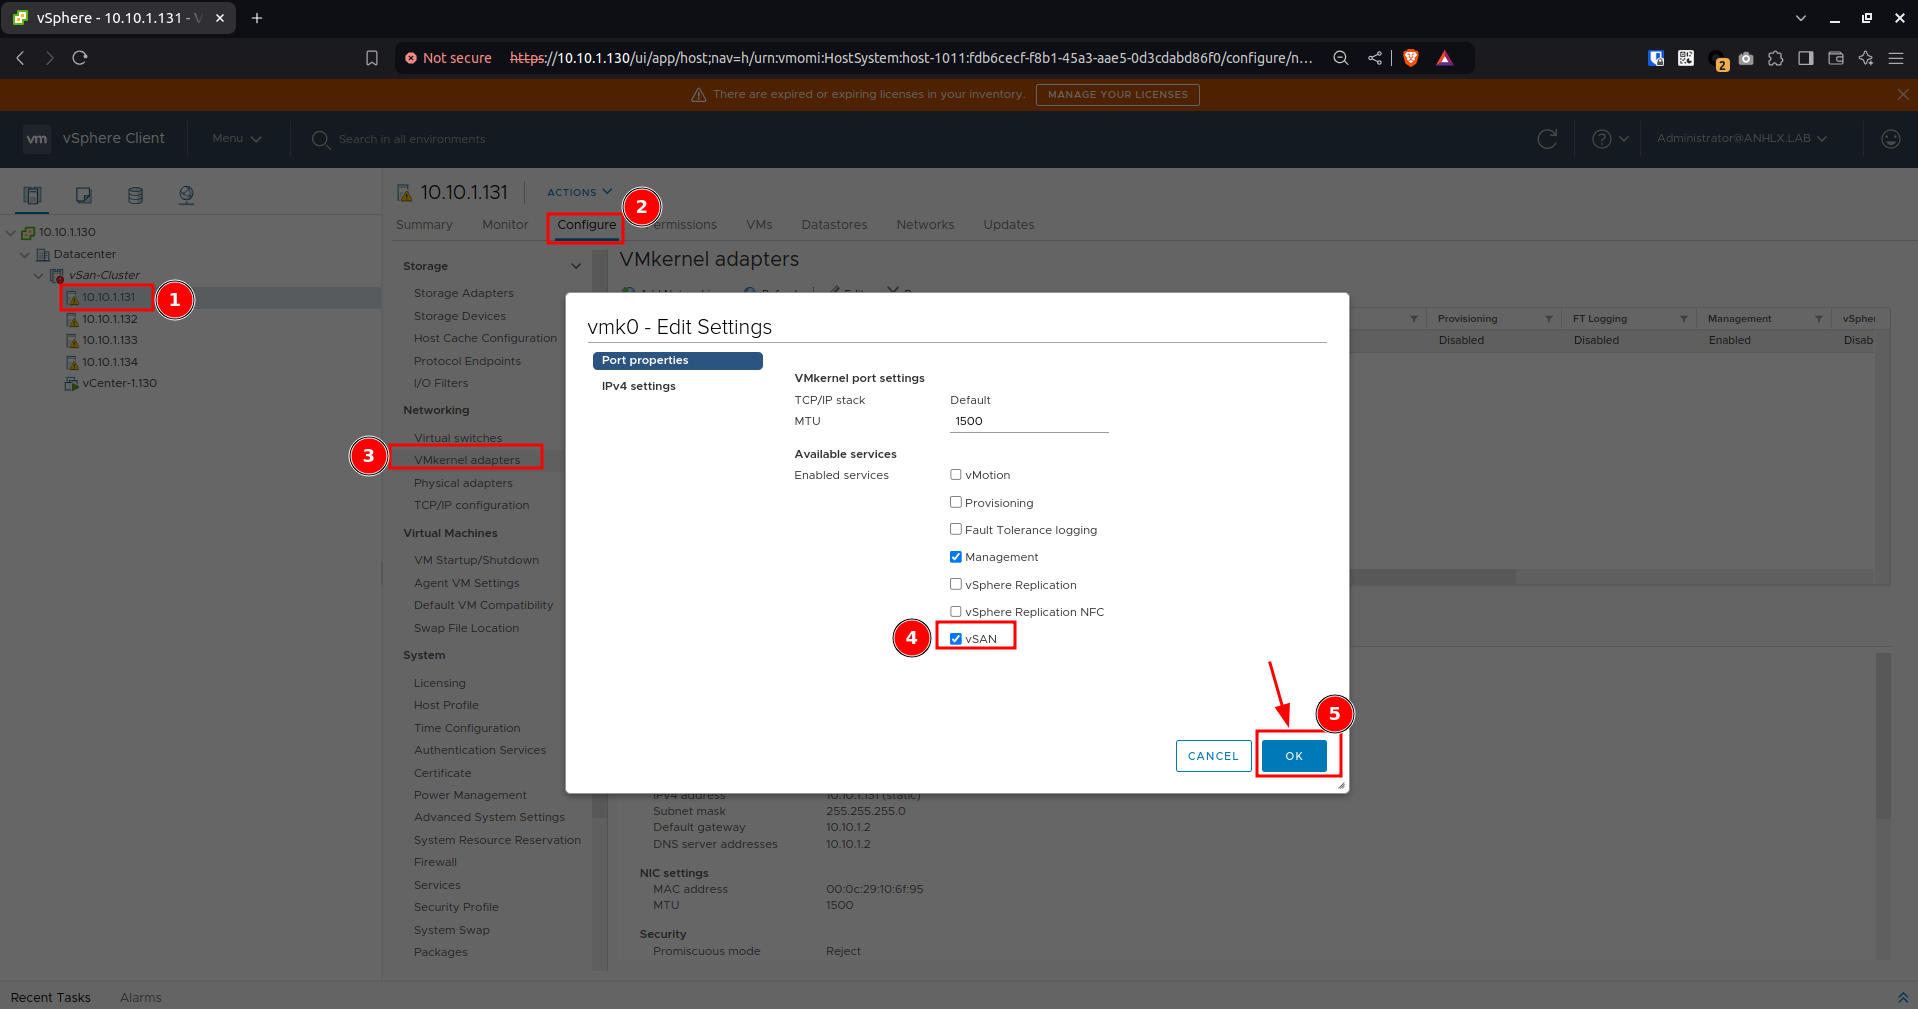 vSphere - 10.10.1.131 - V
Not secure https://10.10.1.130/ui/app/host;nav=h/urn:vmomi:HostSystem:host-1011:fdb6cecf-f8b1-45a3-aae5-0d3cdabd86f0/configure/n...
2
There are expired or expiring licenses in your inventory. MANAGE YOUR LICENSES
vm vSphere Client Menu Search in all environments Administrator@ANHLX.LAB
10.10.1.130
Datacenter
vSan-Cluster
10.10.1.131
1
10.10.1.132
10.10.1.133
10.10.1.134
vCenter-1.130
10.10.1.131 ACTIONS
2
Summary Monitor Configure Permissions VMs Datastores Networks Updates
Storage
Storage Adapters
Storage Devices
Host Cache Configuration
Protocol Endpoints
I/O Filters
Networking
Virtual switches
3
VMkernel adapters
Physical adapters
TCP/IP configuration
Virtual Machines
VM Startup/Shutdown
Agent VM Settings
Default VM Compatibility
Swap File Location
System
Licensing
Host Profile
Time Configuration
Authentication Services
Certificate
Power Management
Advanced System Settings
System Resource Reservation
Firewall
Services
Security Profile
System Swap
Packages
VMkernel adapters
Provisioning FT Logging Management vSpher
Disabled Disabled Enabled Disab
vmk0 - Edit Settings
Port properties
IPv4 settings
VMkernel port settings
TCP/IP stack Default
MTU 1500
Available services
Enabled services vMotion
Provisioning
Fault Tolerance logging
Management
vSphere Replication
vSphere Replication NFC
4 vSAN
5
CANCEL OK
IPv4 address 10.10.1.131 (static)
Subnet mask 255.255.255.0
Default gateway 10.10.1.2
DNS server addresses 10.10.1.2
NIC settings
MAC address 00:0c:29:10:6f:95
MTU 1500
Security
Promiscuous mode Reject
Recent Tasks Alarms